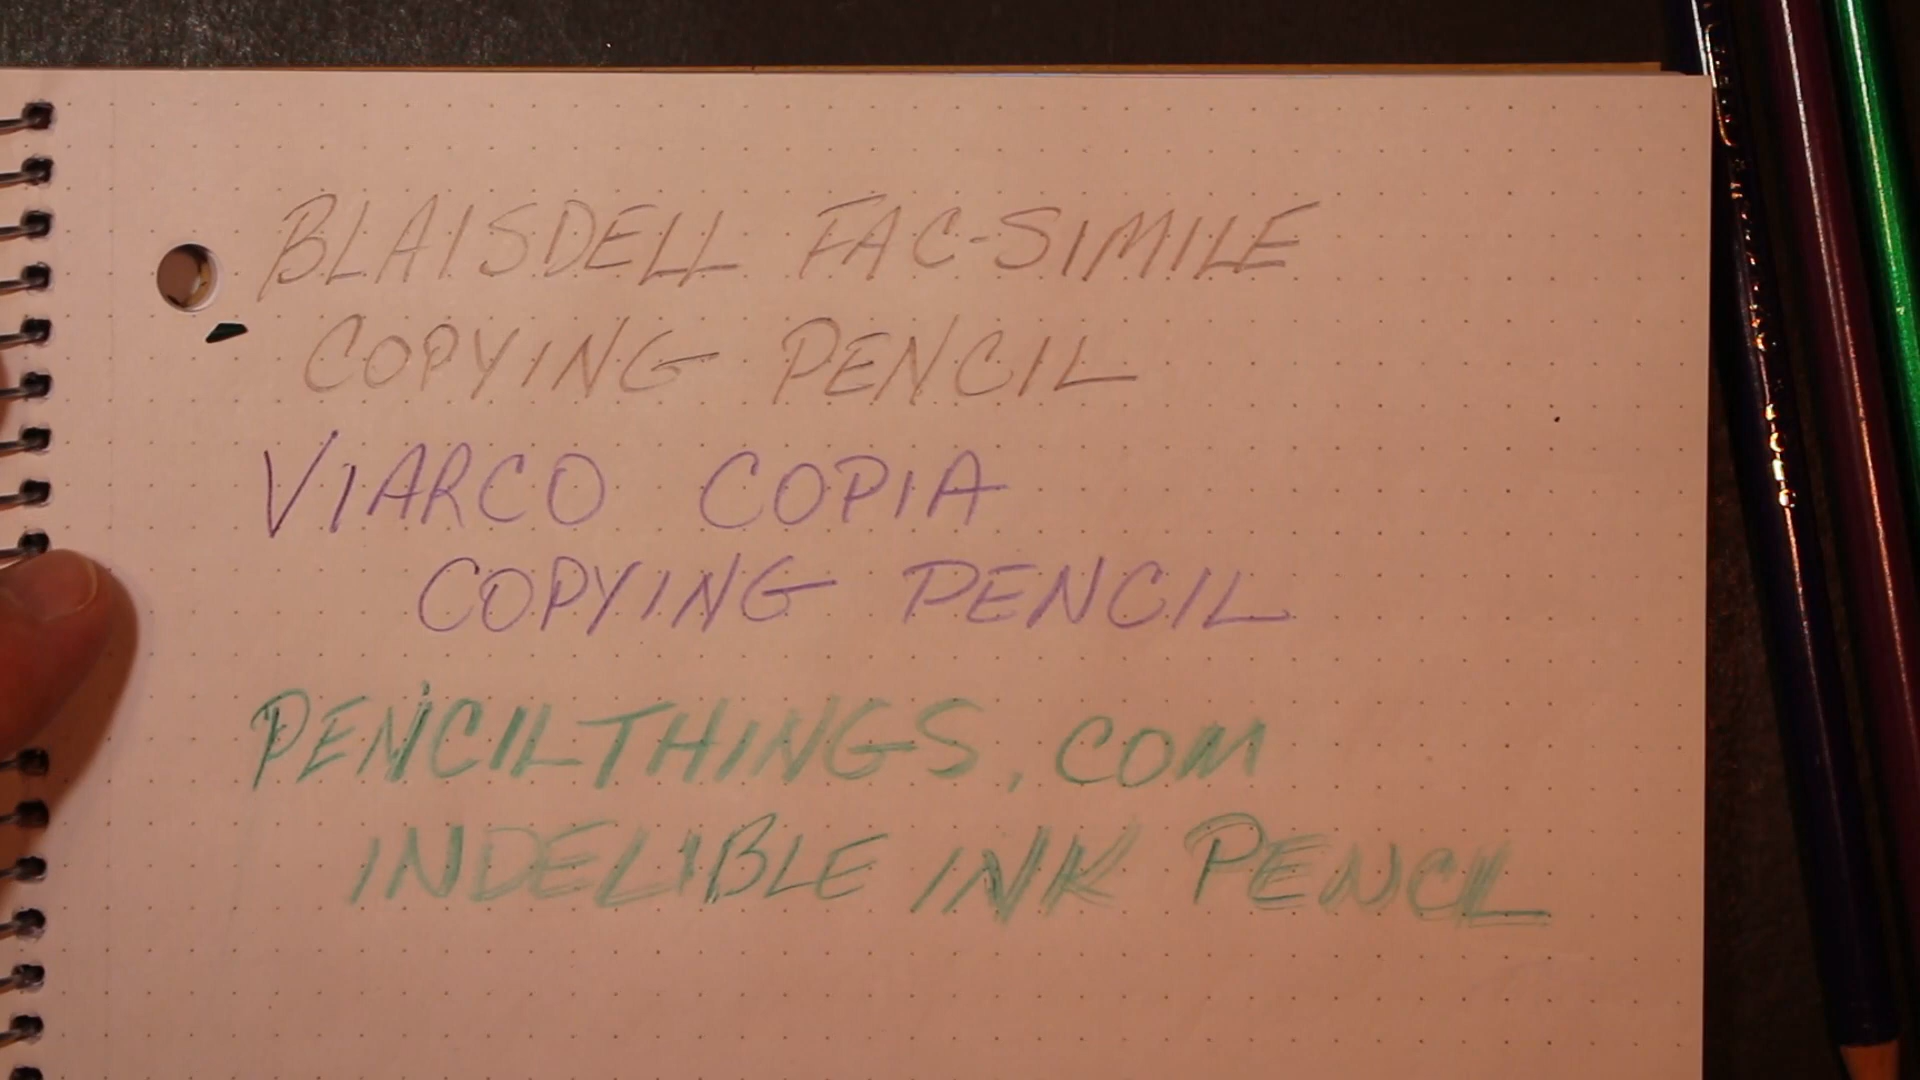 BLAISDELL FAC-SIMILE
COPYING PENCIL
VIARCO COPIA
COPYING PENCIL
PENCILTHINGS.COM
INDELIBLE INK PENCIL